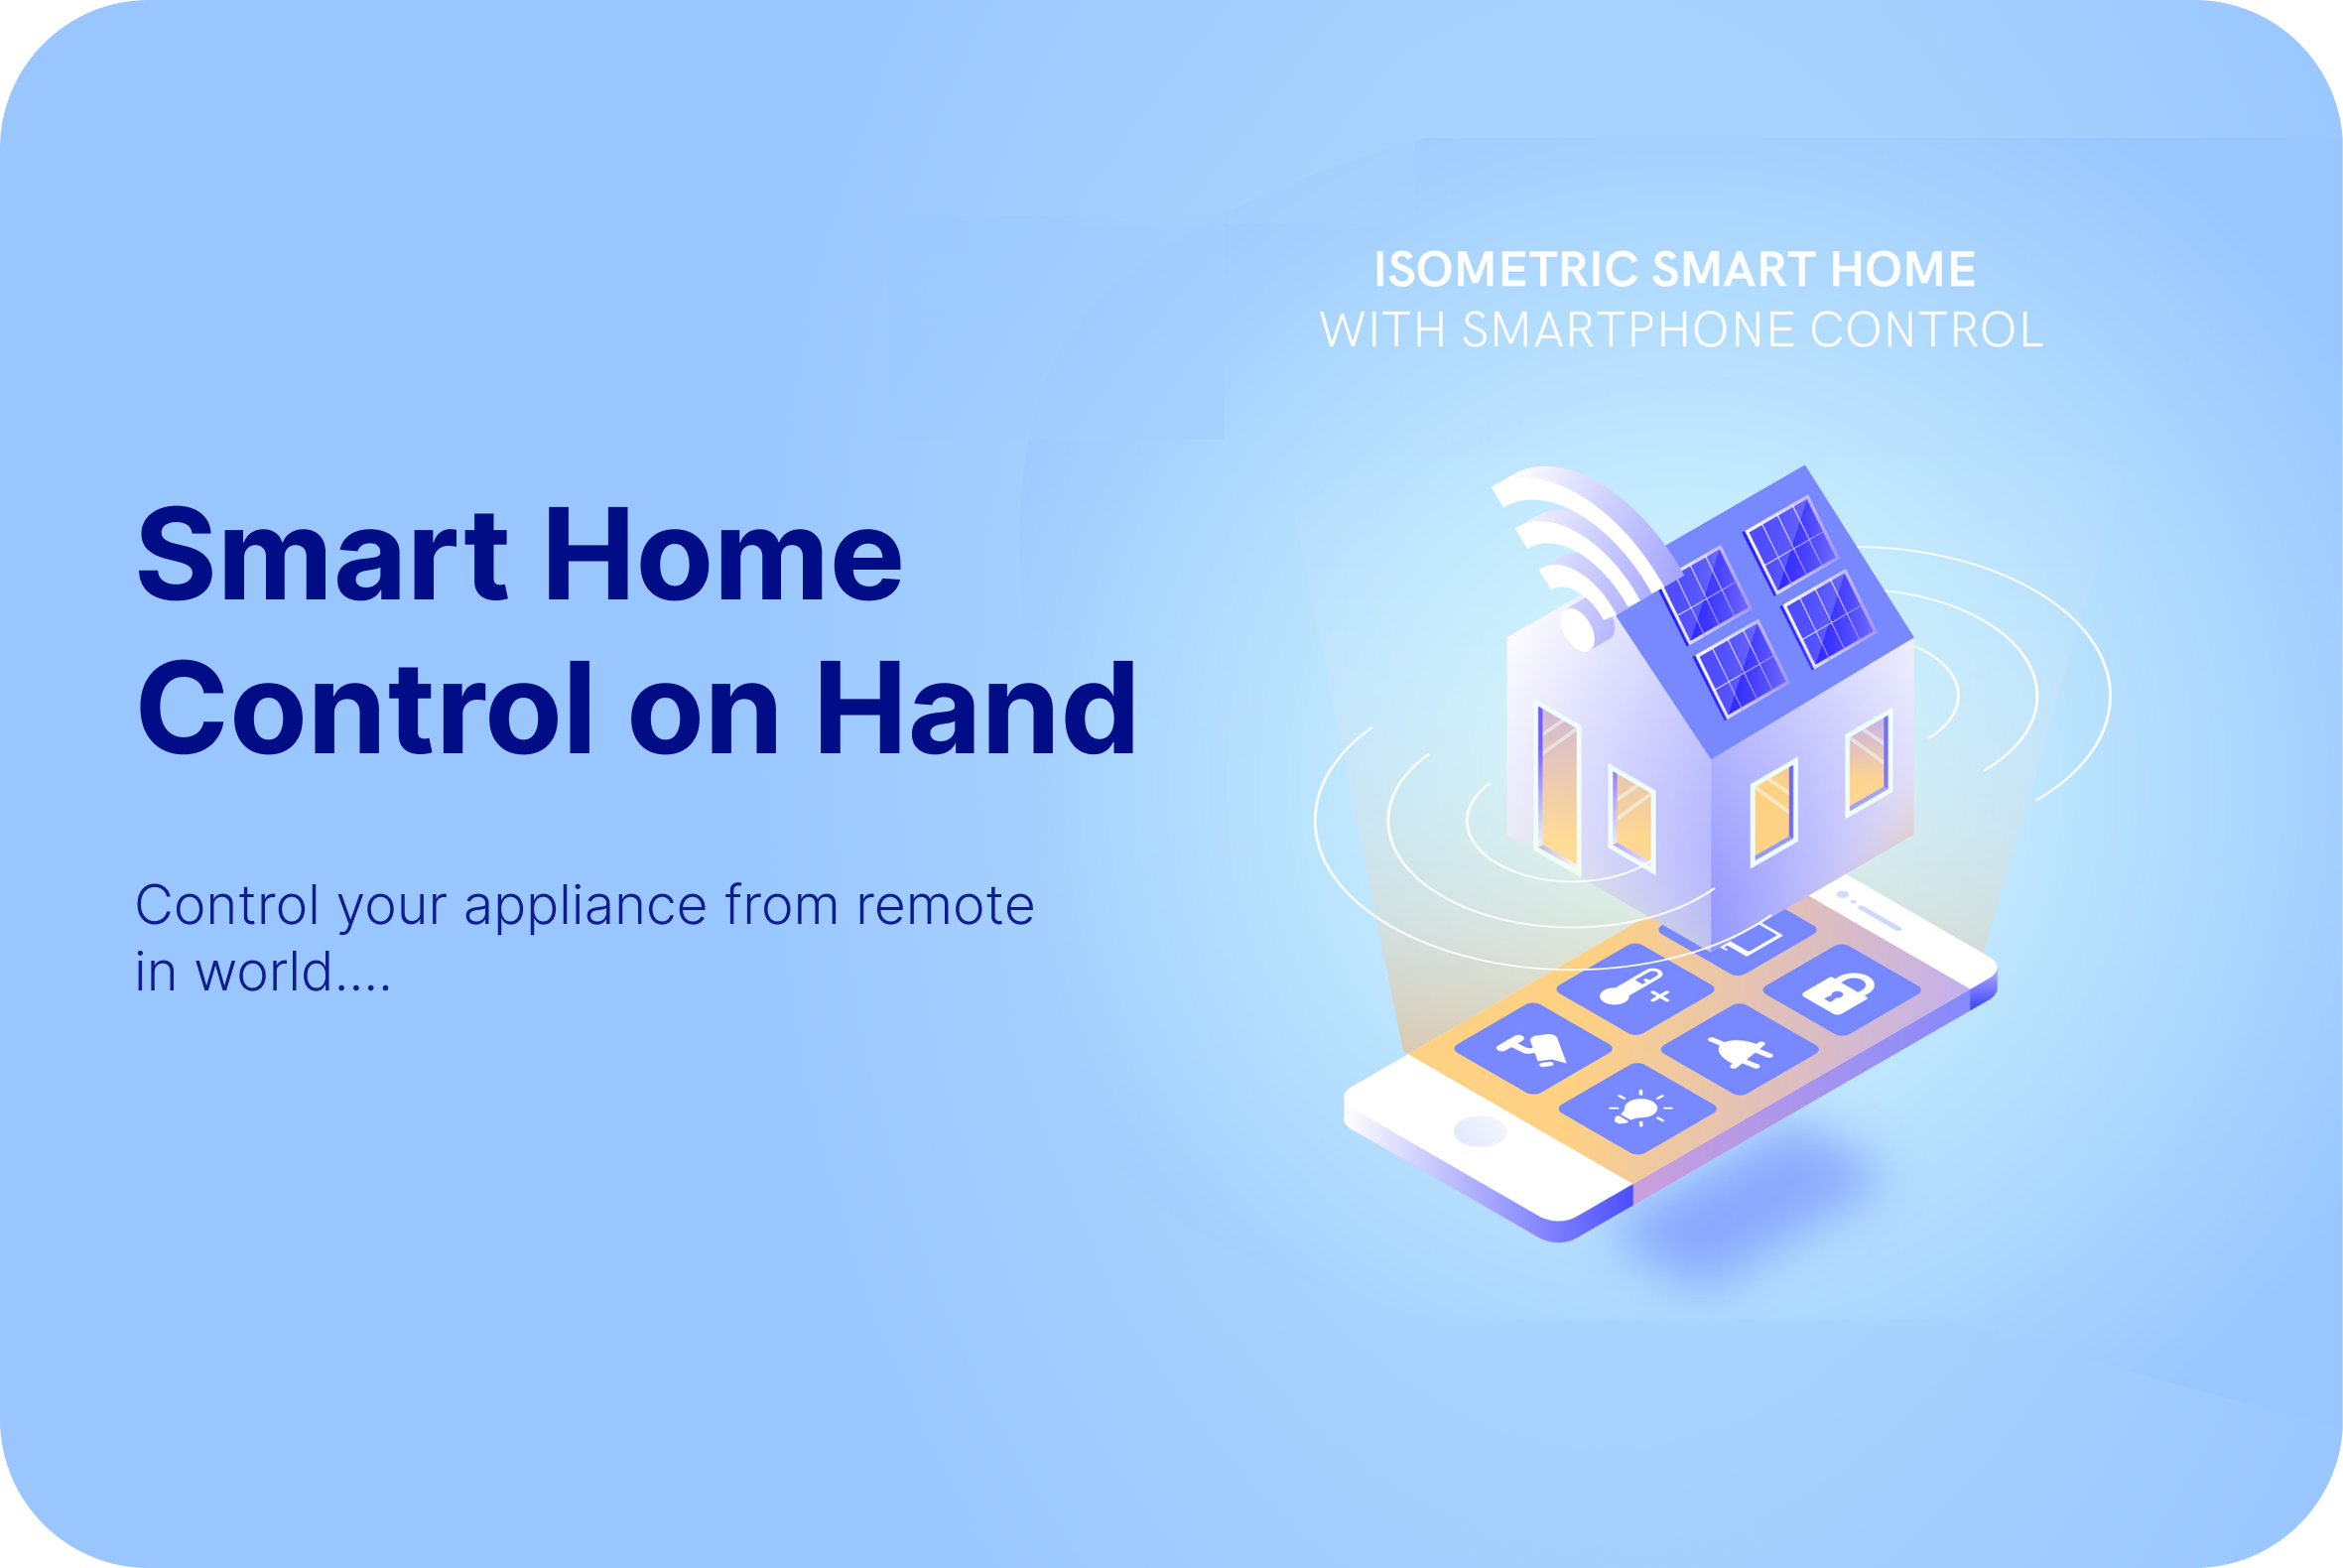 ISOMETRIC SMART HOME
WITH SMARTPHONE CONTROL
Smart Home
Control on Hand
Control your appliance from remote
in world....